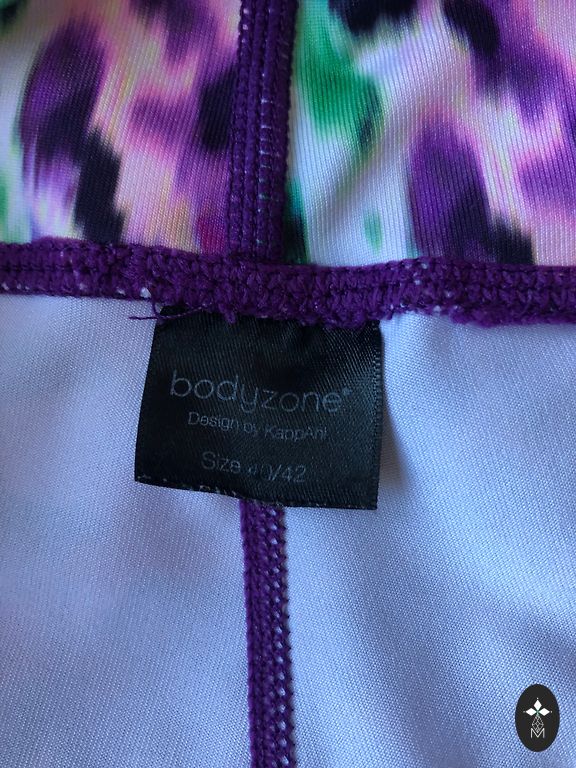 bodyzone®
Design by KappAhl
Size 40/42
M